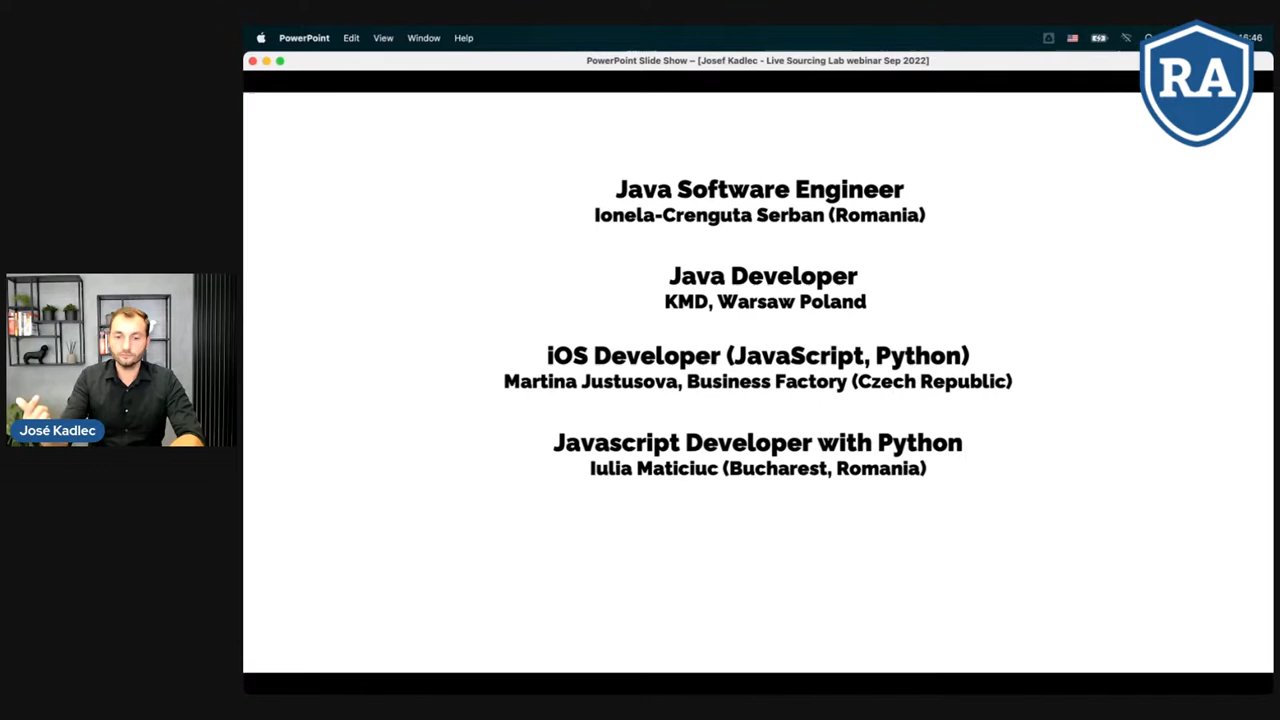 PowerPoint Edit View Window Help
16:46
PowerPoint Slide Show – [Josef Kadlec - Live Sourcing Lab webinar Sep 2022]
RA
Java Software Engineer
Ionela-Crenguta Serban (Romania)
Java Developer
KMD, Warsaw Poland
iOS Developer (JavaScript, Python)
Martina Justusova, Business Factory (Czech Republic)
Javascript Developer with Python
Iulia Maticiuc (Bucharest, Romania)
José Kadlec